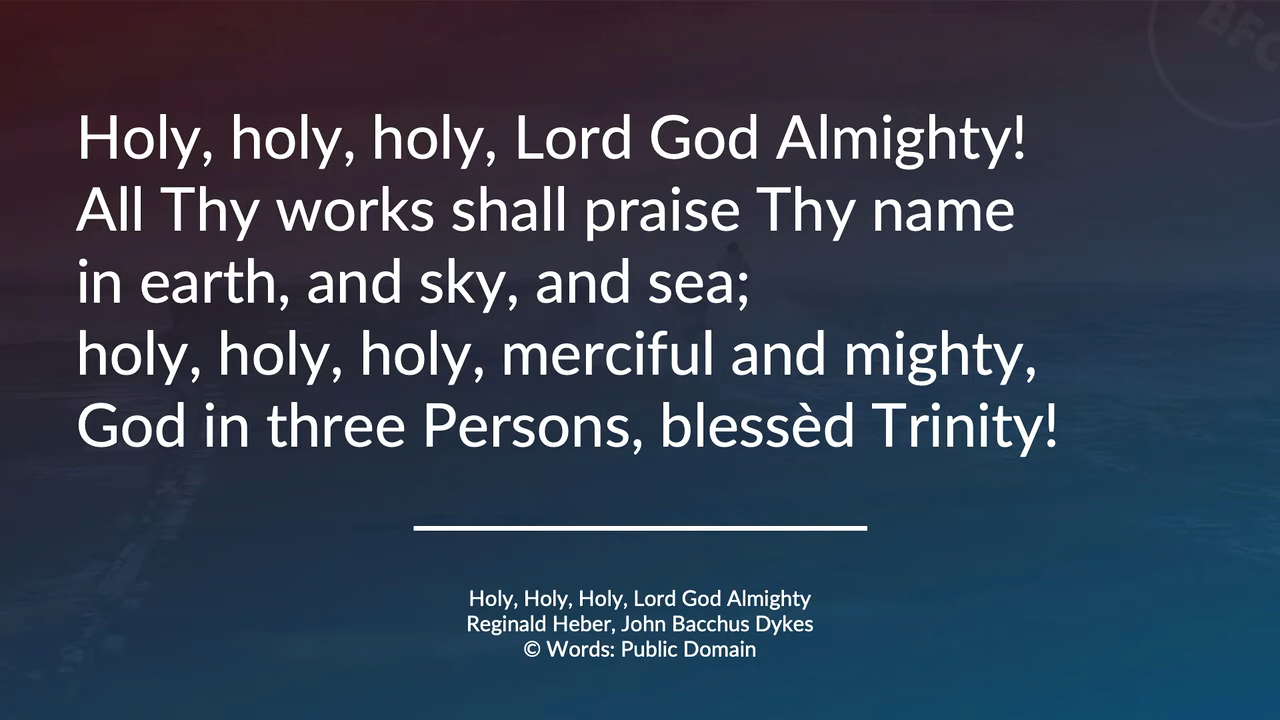 Holy, holy, holy, Lord God Almighty!
All Thy works shall praise Thy name
in earth, and sky, and sea;
holy, holy, holy, merciful and mighty,
God in three Persons, blessèd Trinity!
Holy, Holy, Holy, Lord God Almighty
Reginald Heber, John Bacchus Dykes
© Words: Public Domain